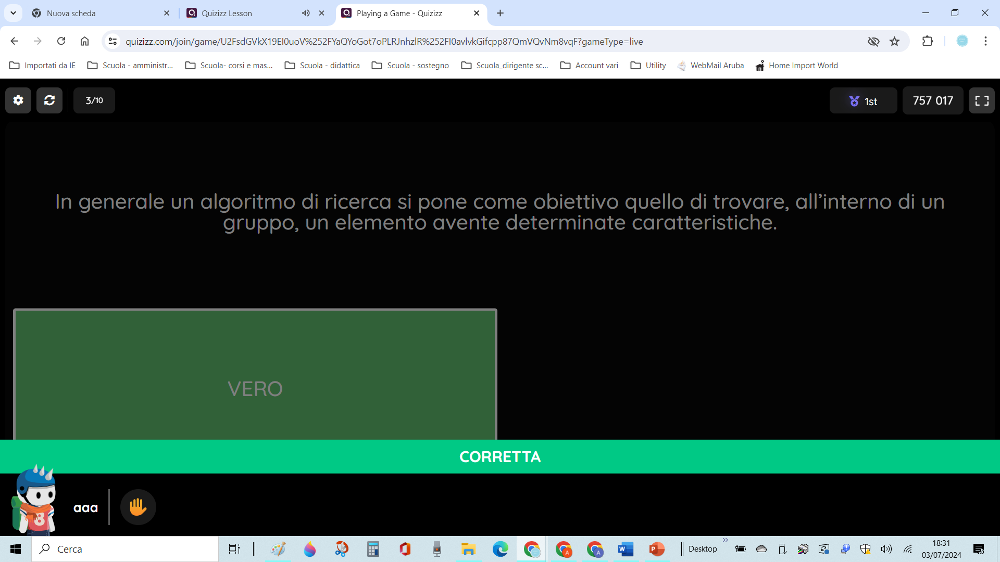 Nuova scheda
Quizizz Lesson
Playing a Game - Quizizz
quizizz.com/join/game/U2FsdGVkX19EI0uoV%252FYaQYoGot7oPLRJnhzlR%252FI0avlvkGifcpp87QmVQvNm8vqF?gameType=live
Importati da IE
Scuola - amministr...
Scuola- corsi e mas...
Scuola - didattica
Scuola - sostegno
Scuola_dirigente sc...
Account vari
Utility
WebMail Aruba
Home Import World
3/10
1st
757 017
In generale un algoritmo di ricerca si pone come obiettivo quello di trovare, all’interno di un
gruppo, un elemento avente determinate caratteristiche.
VERO
CORRETTA
aaa
Cerca
Desktop
18:31
03/07/2024